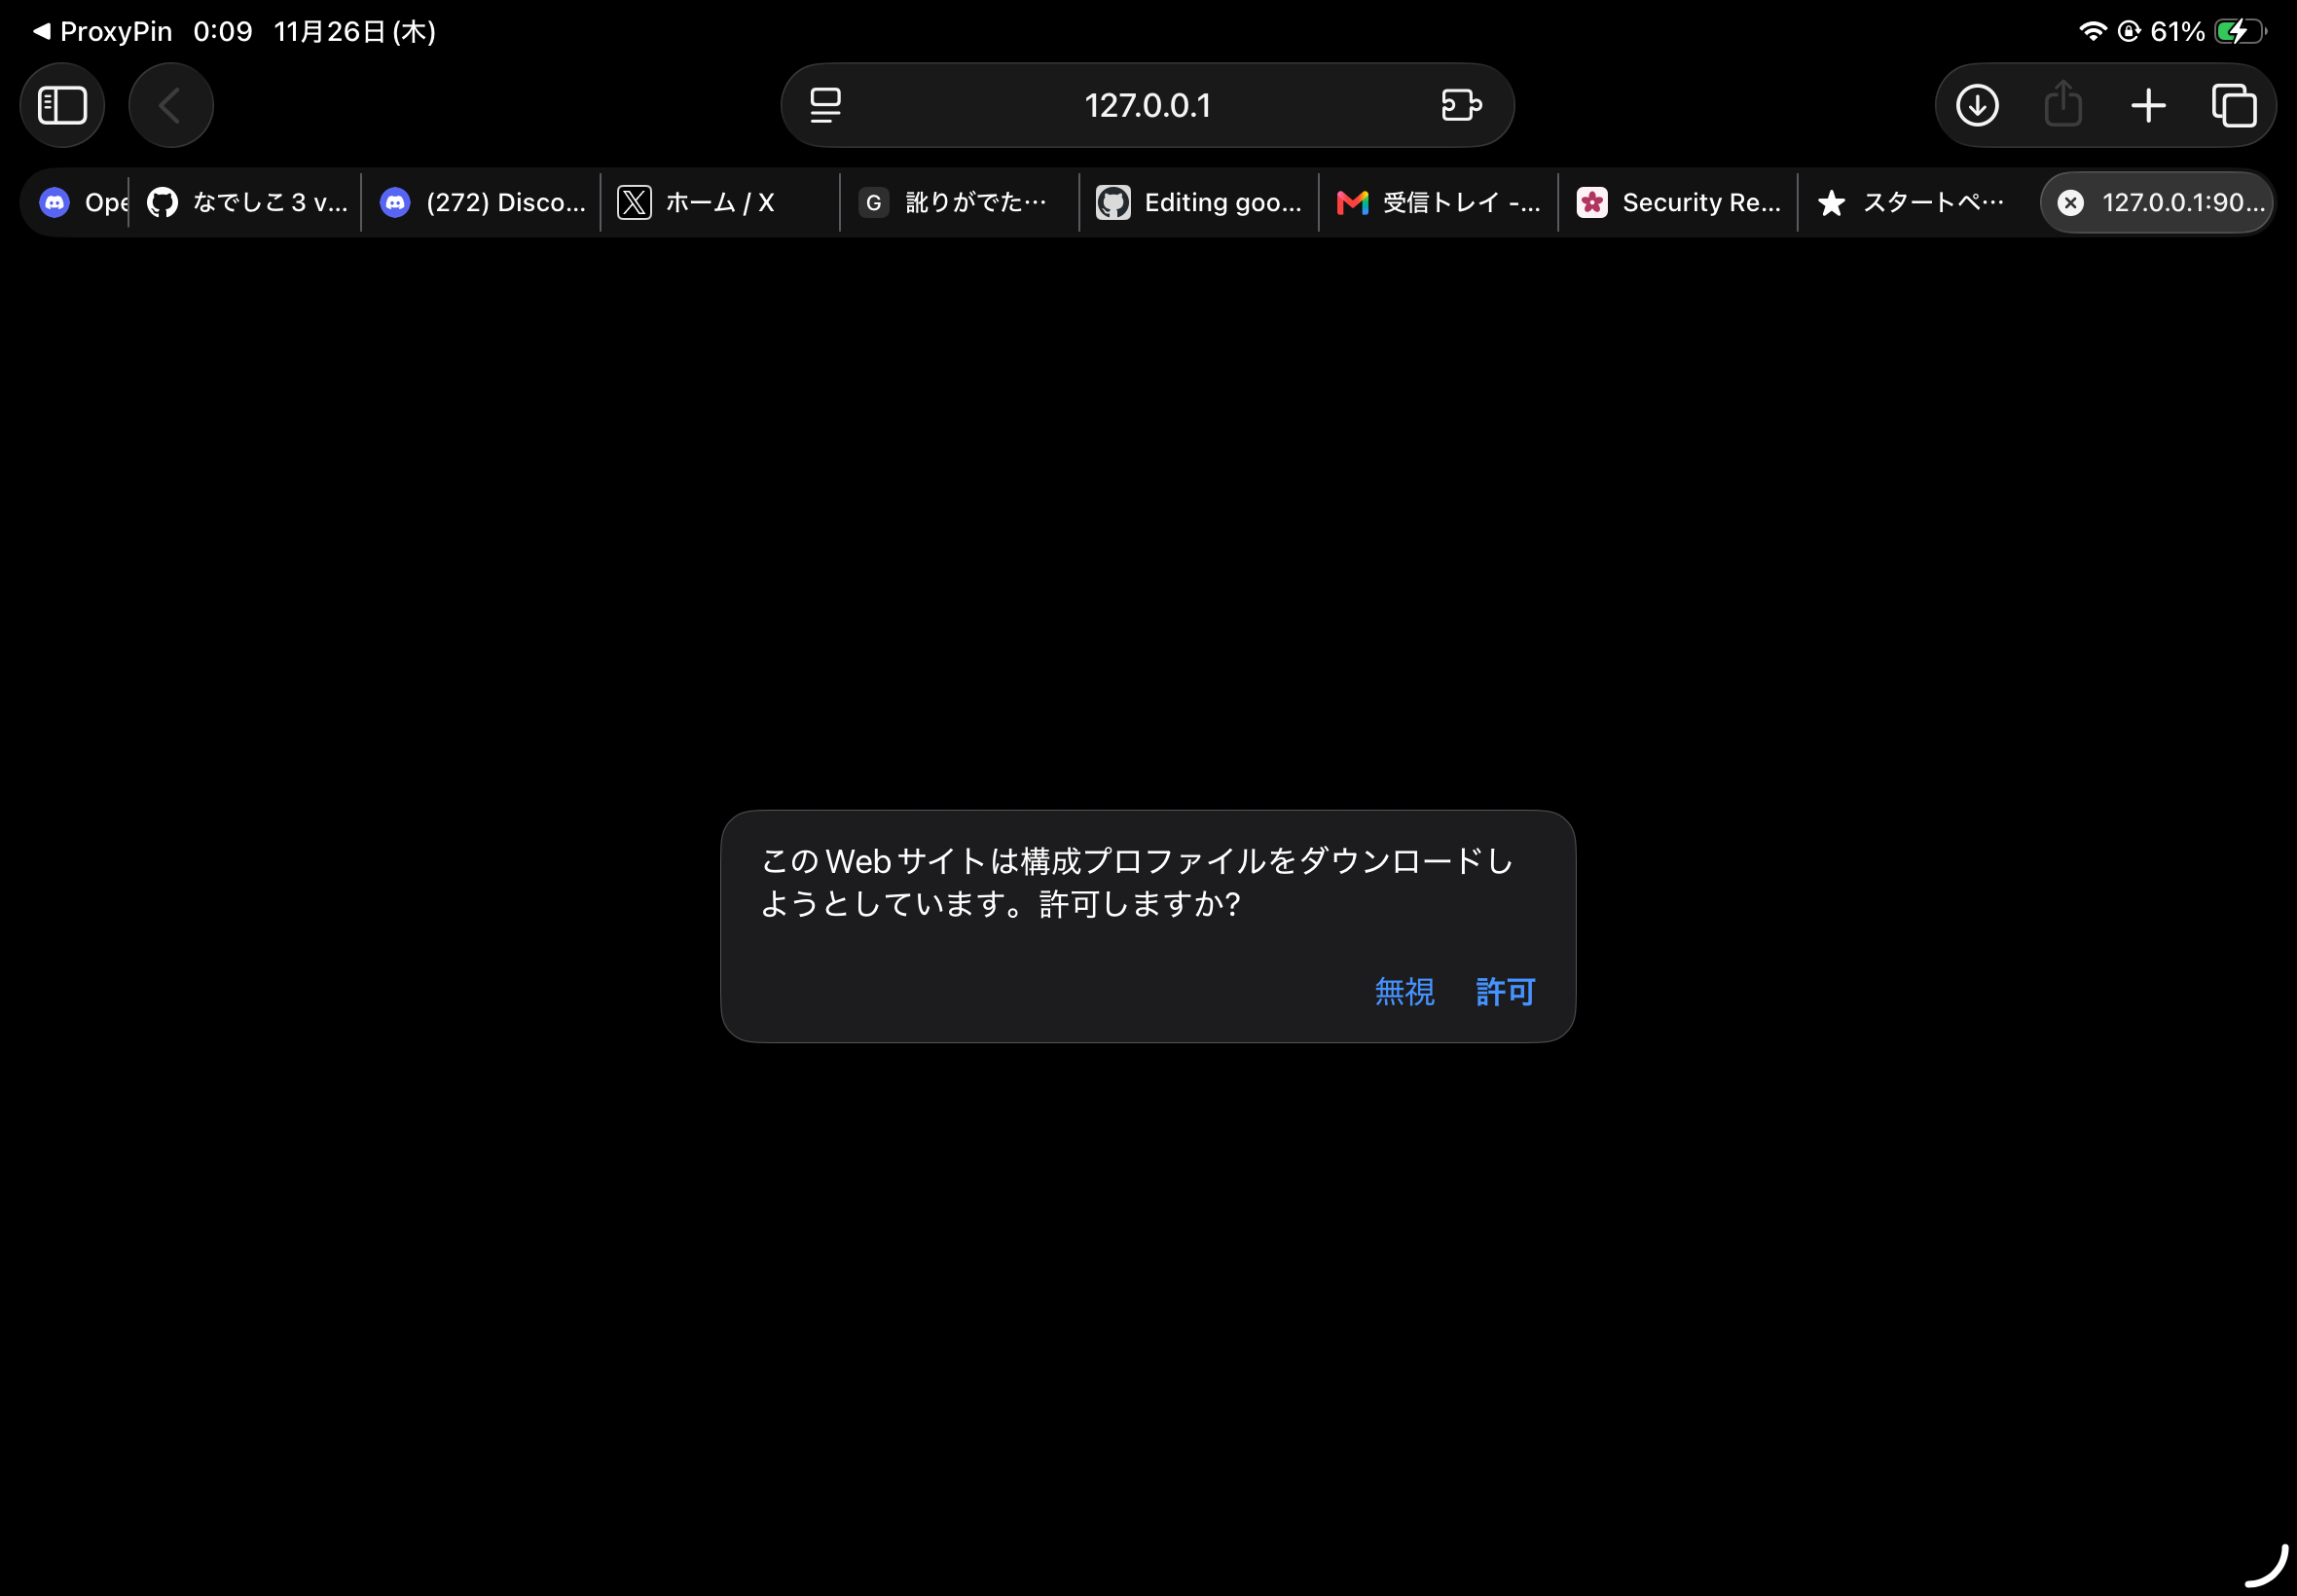 ProxyPin 0:09 11月26日(木) 61%
127.0.0.1
Ope なでしこ3 v... (272) Disco... ホーム / X G 訛りがでた… Editing goo... 受信トレイ -... Security Re... スタートペ… 127.0.0.1:90...
このWebサイトは構成プロファイルをダウンロードし
ようとしています。許可しますか?
無視 許可